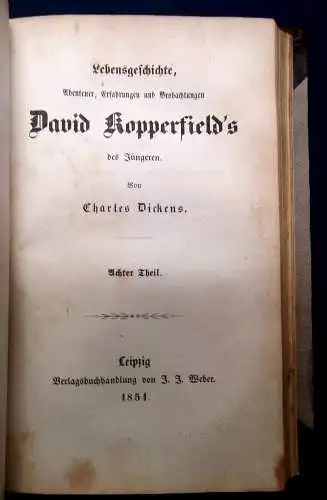 Lebensgeschichte,
Abenteuer, Erfahrungen und Beobachtungen
David Kopperfield's
des Jüngeren.
Von
Charles Dickens.
Achter Theil.
Leipzig
Verlagsbuchhandlung von J. J. Weber.
1851.